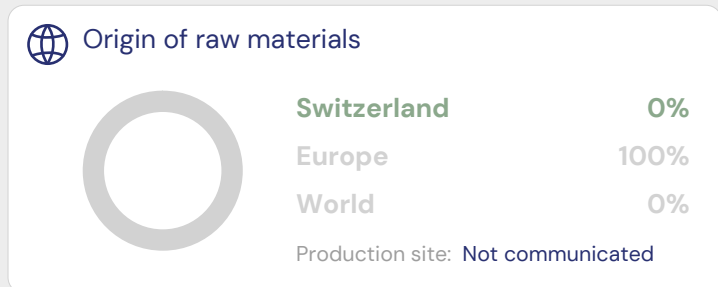 Origin of raw materials
Switzerland 0%
Europe 100%
World 0%
Production site: Not communicated